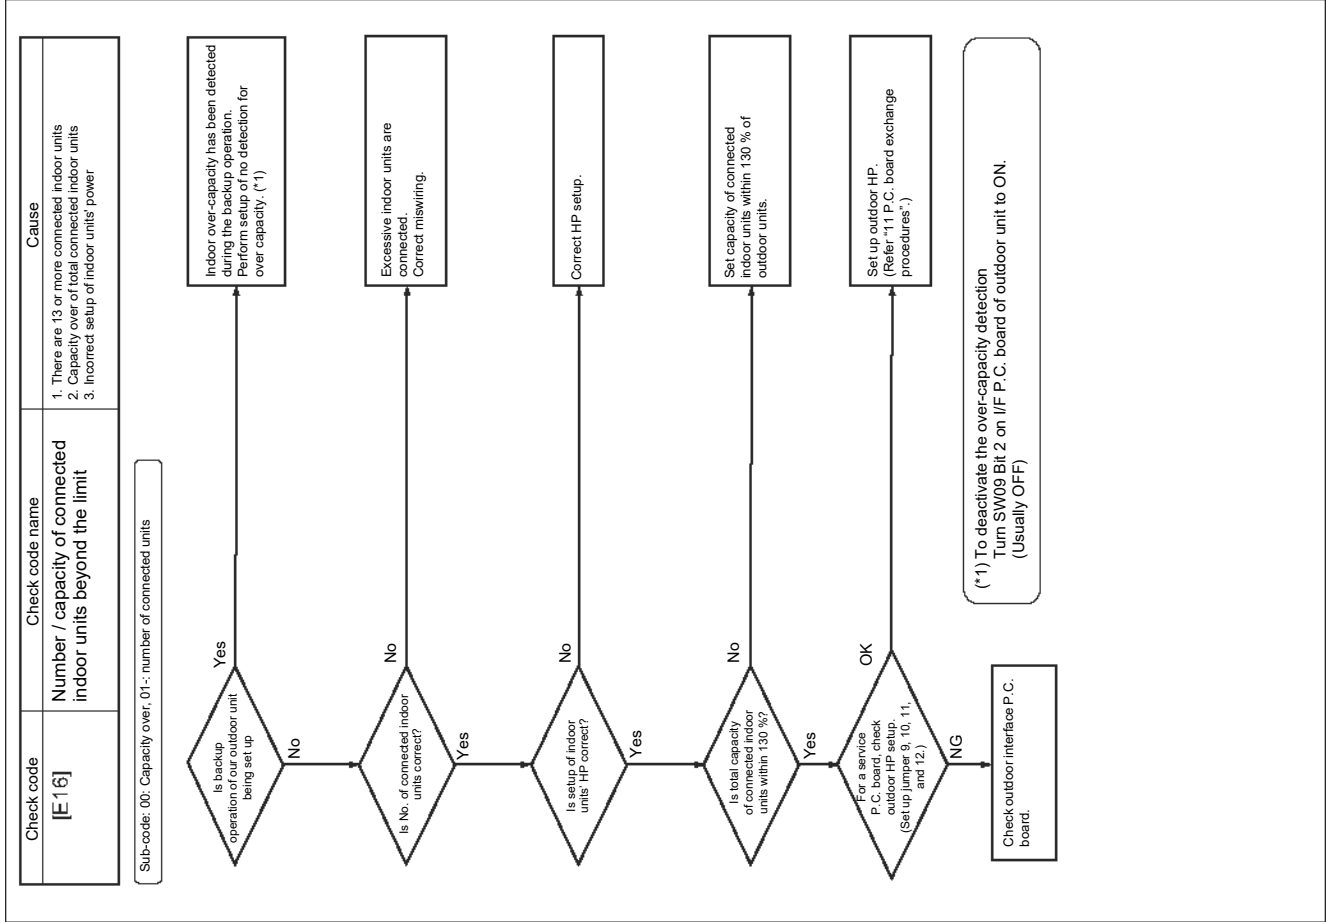 Check code
Check code name
Cause
[E16]
Number / capacity of connected
indoor units beyond the limit
1. There are 13 or more connected indoor units
2. Capacity over of total connected indoor units
3. Incorrect setup of indoor units' power
Sub-code: 00: Capacity over, 01-: number of connected units
Is backup
operation of our outdoor unit
being set up
Yes
Indoor over-capacity has been detected
during the backup operation.
Perform setup of no detection for
over capacity. (*1)
No
Is No. of connected indoor
units correct?
No
Excessive indoor units are
connected.
Correct miswiring.
Yes
Is setup of indoor
units' HP correct?
No
Correct HP setup.
Yes
Is total capacity
of connected indoor
units within 130 %?
No
Set capacity of connected
indoor units within 130 % of
outdoor units.
Yes
For a service
P.C. board, check
outdoor HP setup.
(Set up jumper 9, 10, 11,
and 12.)
OK
Set up outdoor HP.
(Refer "11 P.C. board exchange
procedures".)
NG
Check outdoor interface P.C.
board.
(*1) To deactivate the over-capacity detection
Turn SW09 Bit 2 on I/F P.C. board of outdoor unit to ON.
(Usually OFF)